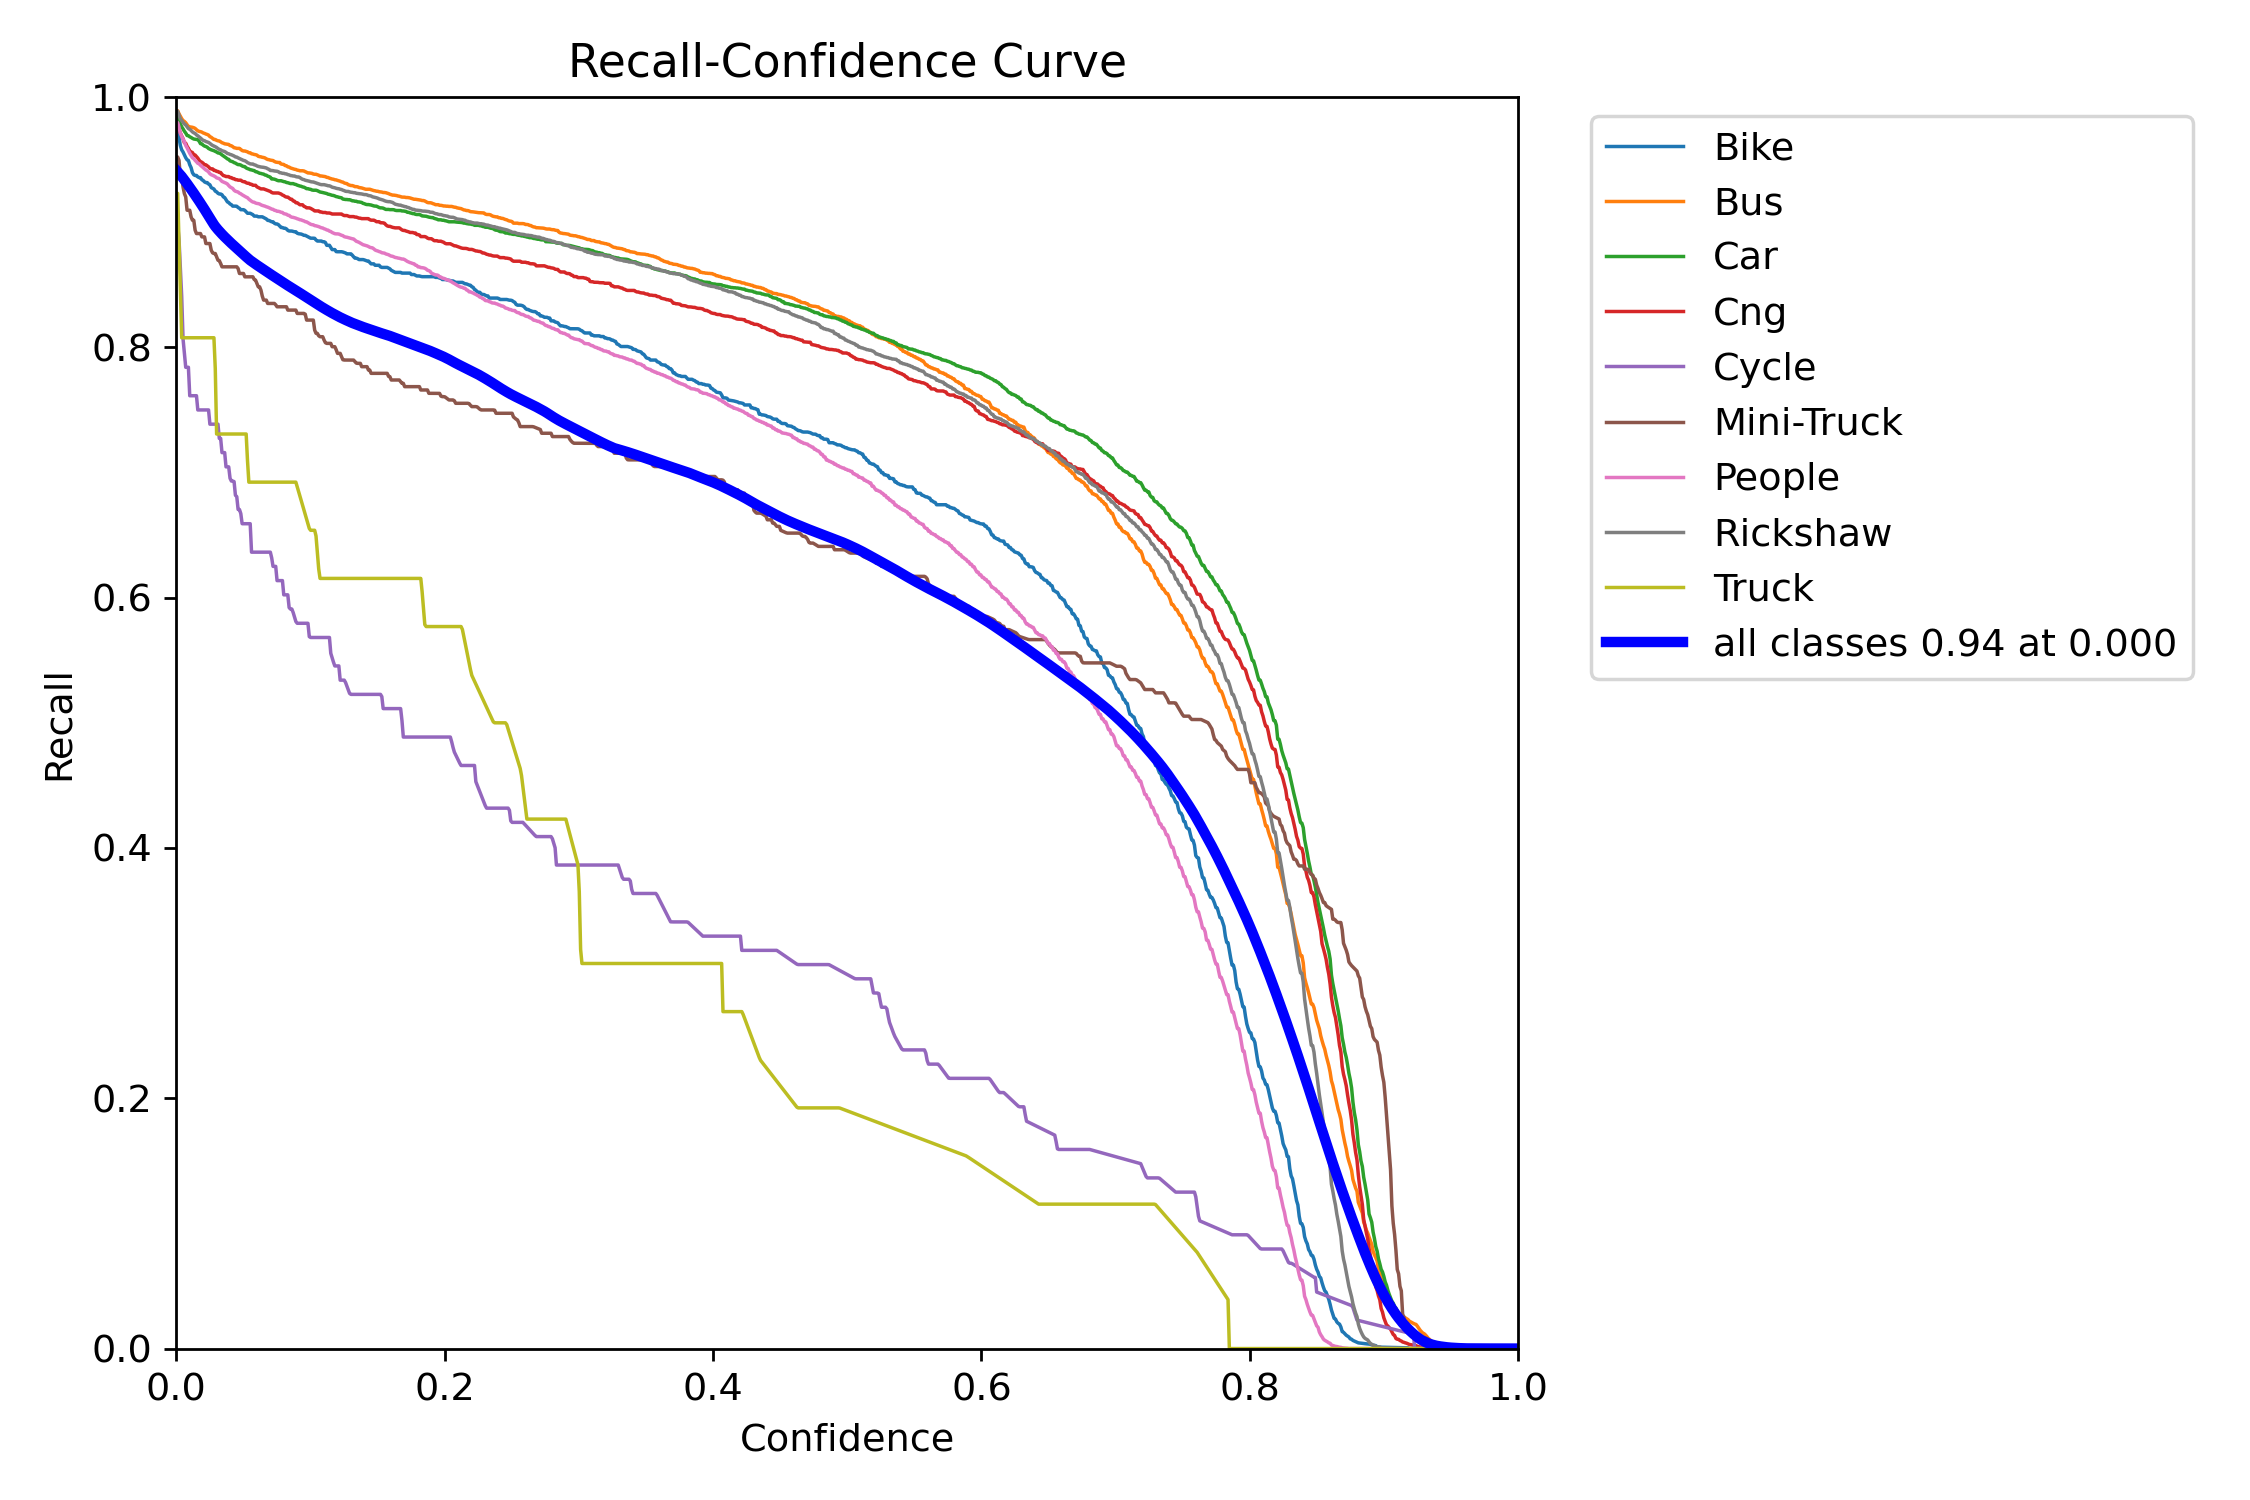 Recall-Confidence Curve
1.0
0.8
0.6
0.4
0.2
0.0
Recall
0.0 0.2 0.4 0.6 0.8 1.0
Confidence
Bike
Bus
Car
Cng
Cycle
Mini-Truck
People
Rickshaw
Truck
all classes 0.94 at 0.000